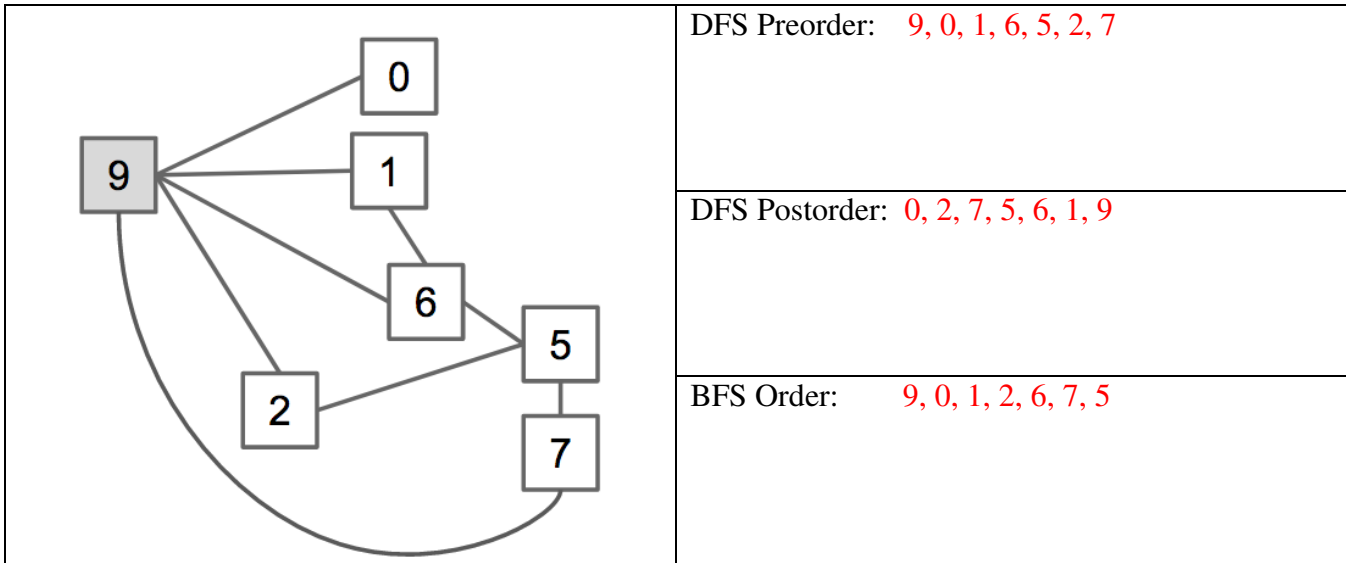 0
9
1
6
5
2
7
DFS Preorder: 9, 0, 1, 6, 5, 2, 7
DFS Postorder: 0, 2, 7, 5, 6, 1, 9
BFS Order: 9, 0, 1, 2, 6, 7, 5